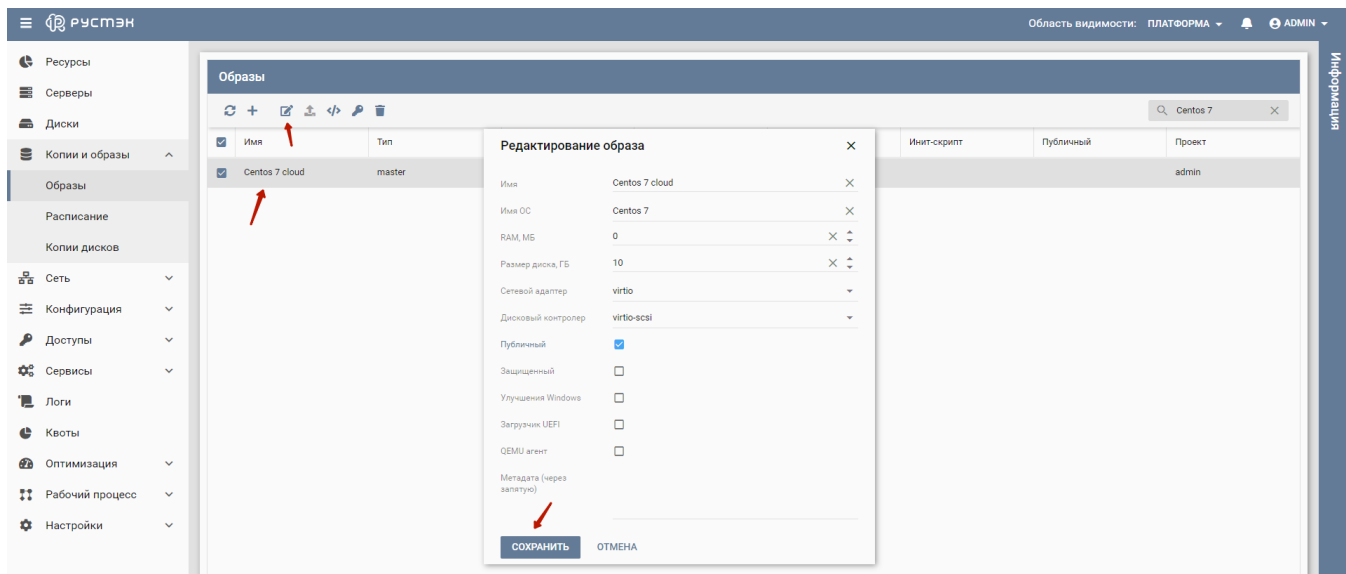 РУСТЭК
Область видимости: ПЛАТФОРМА
ADMIN
Информация
Ресурсы
Серверы
Диски
Копии и образы
Образы
Расписание
Копии дисков
Сеть
Конфигурация
Доступы
Сервисы
Логи
Квоты
Оптимизация
Рабочий процесс
Настройки
Образы
Centos 7
Имя Тип Инит-скрипт Публичный Проект
Centos 7 cloud master admin
Редактирование образа
Имя Centos 7 cloud
Имя ОС Centos 7
RAM, МБ 0
Размер диска, ГБ 10
Сетевой адаптер virtio
Дисковый контролер virtio-scsi
Публичный
Защищенный
Улучшения Windows
Загрузчик UEFI
QEMU агент
Метадата (через
запятую)
СОХРАНИТЬ ОТМЕНА